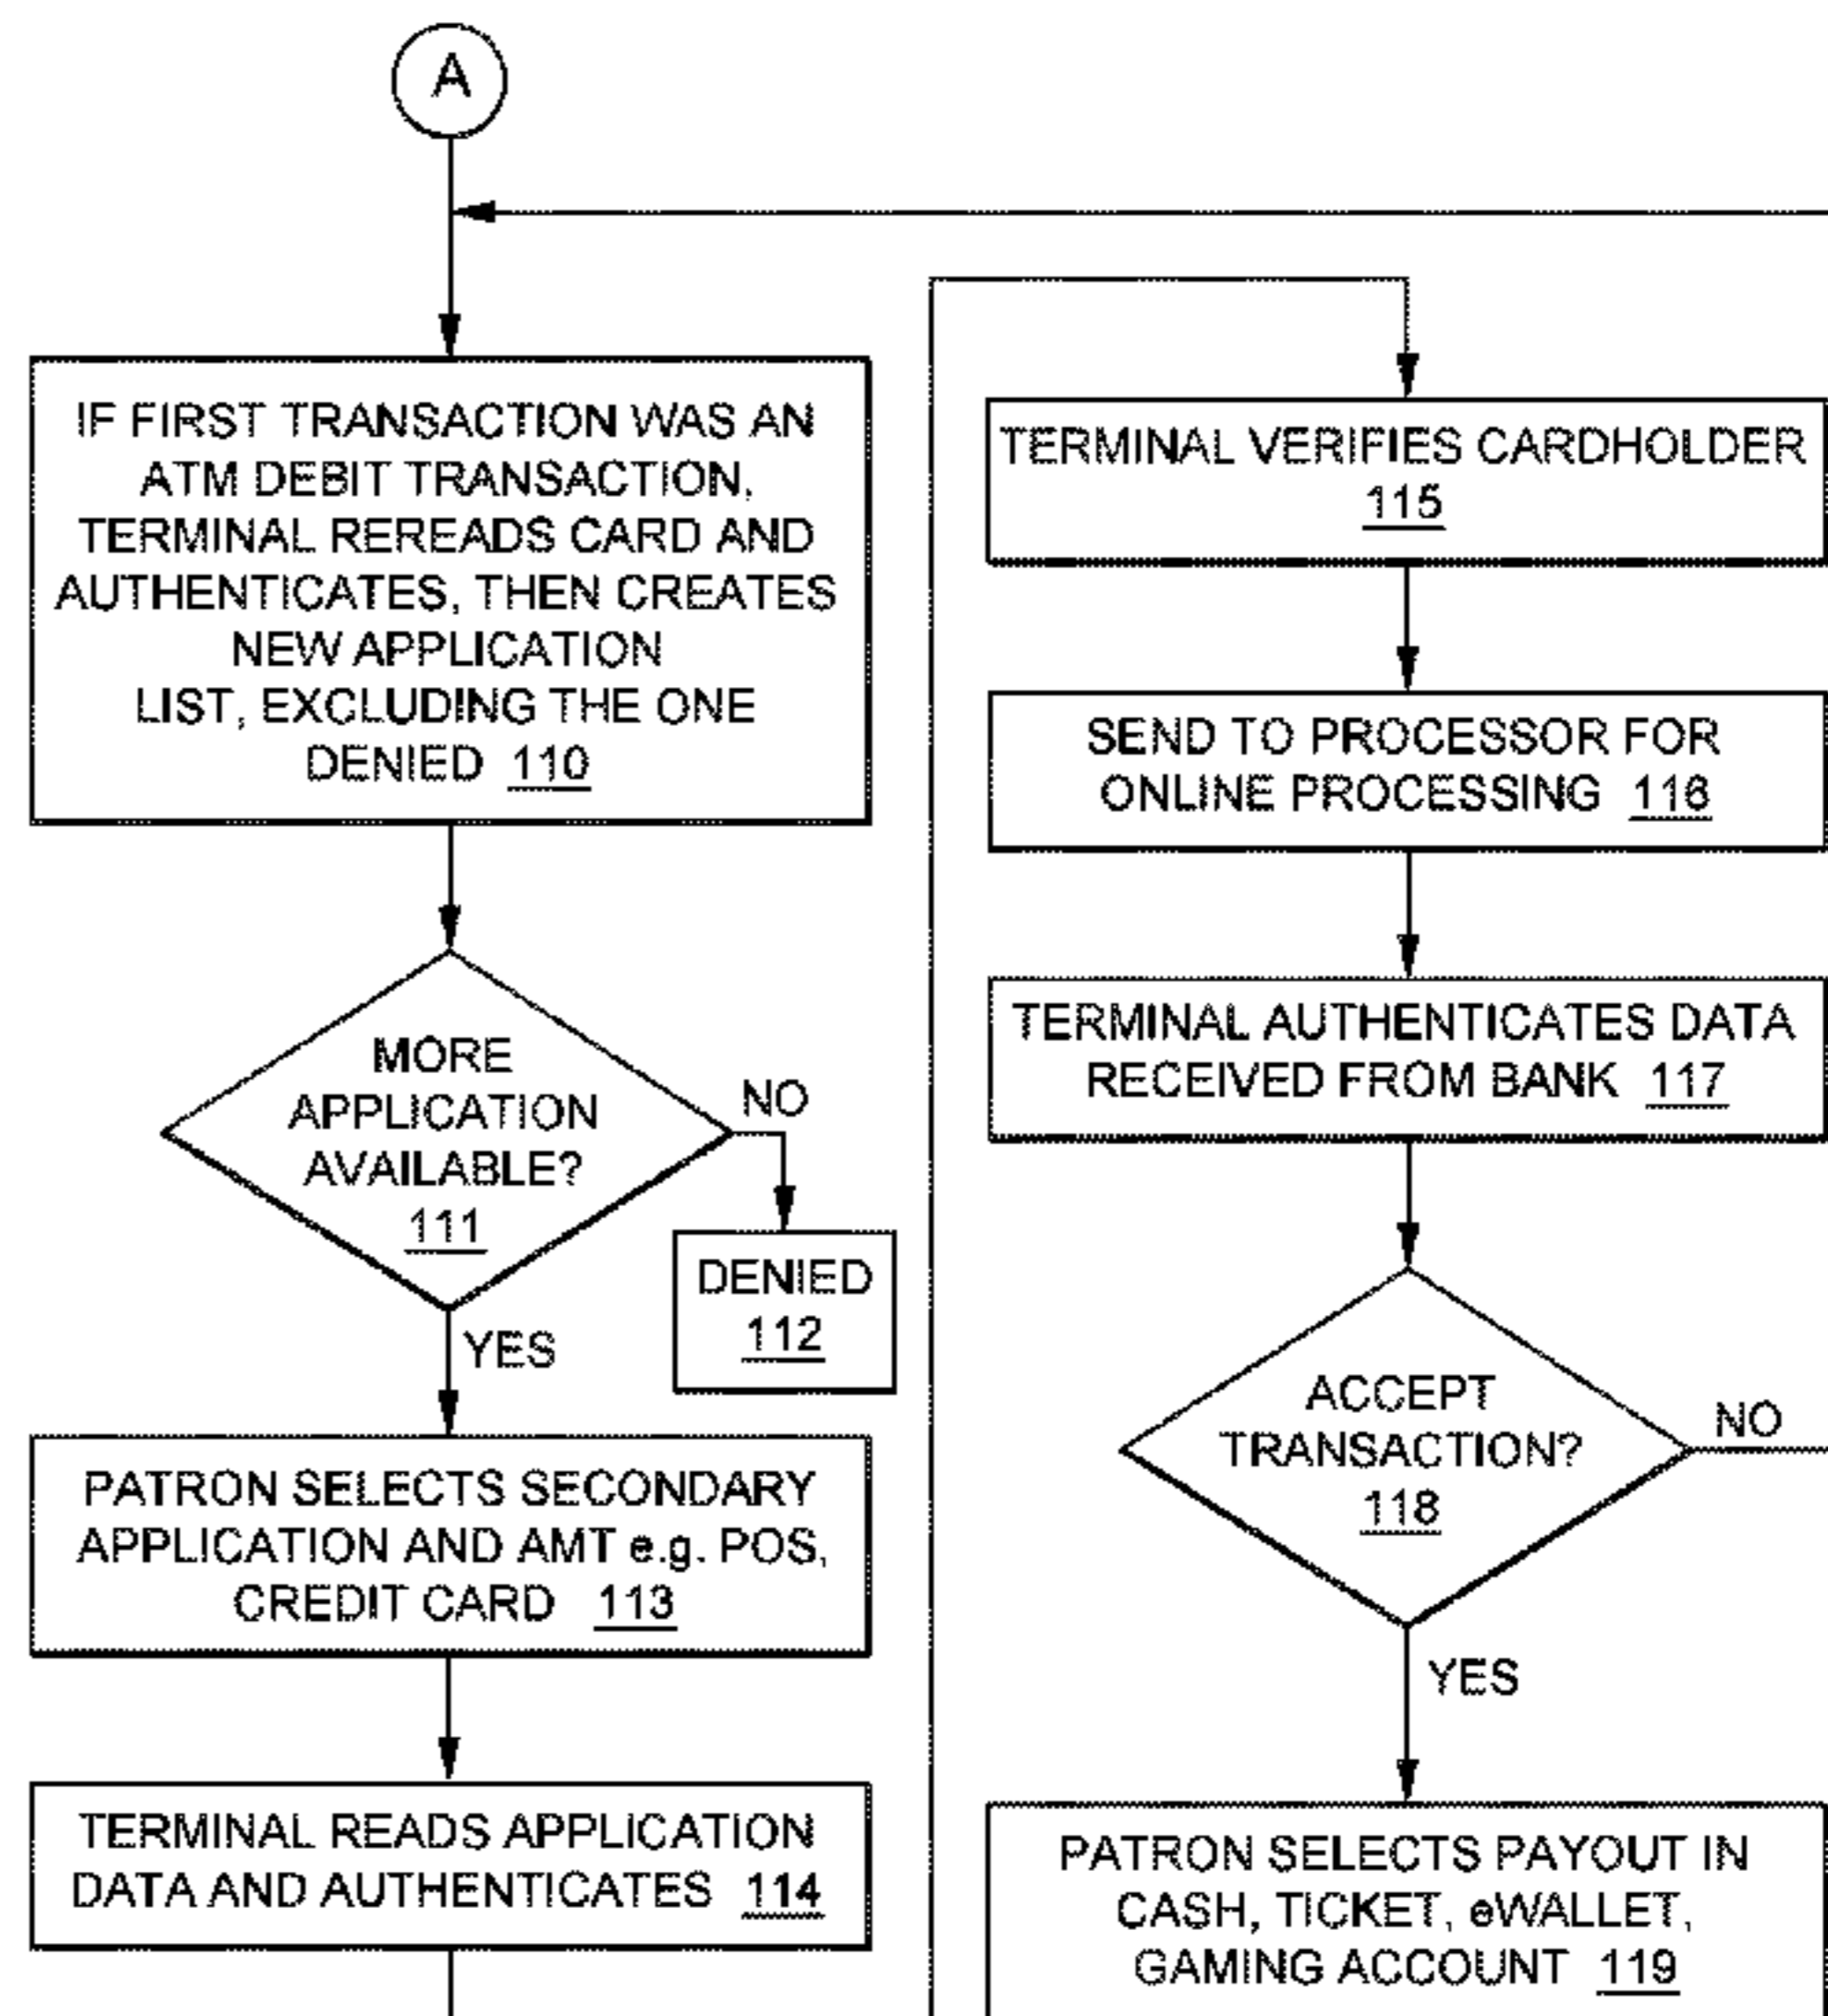 A
IF FIRST TRANSACTION WAS AN
ATM DEBIT TRANSACTION,
TERMINAL REREADS CARD AND
AUTHENTICATES, THEN CREATES
NEW APPLICATION
LIST, EXCLUDING THE ONE
DENIED 110
MORE
APPLICATION
AVAILABLE?
111
NO
DENIED
112
YES
PATRON SELECTS SECONDARY
APPLICATION AND AMT e.g. POS,
CREDIT CARD 113
TERMINAL READS APPLICATION
DATA AND AUTHENTICATES 114
TERMINAL VERIFIES CARDHOLDER
115
SEND TO PROCESSOR FOR
ONLINE PROCESSING 116
TERMINAL AUTHENTICATES DATA
RECEIVED FROM BANK 117
ACCEPT
TRANSACTION?
118
NO
YES
PATRON SELECTS PAYOUT IN
CASH, TICKET, eWALLET,
GAMING ACCOUNT 119